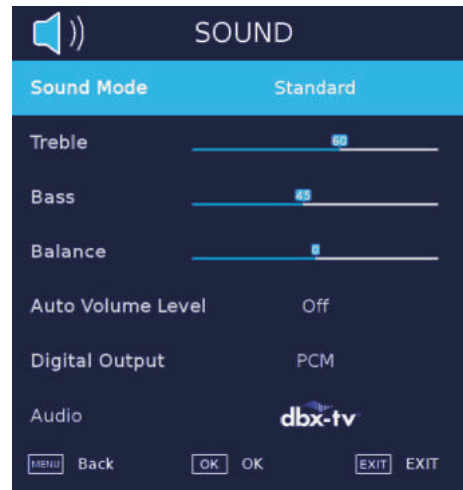 SOUND
Sound Mode Standard
Treble 60
Bass 45
Balance 0
Auto Volume Level Off
Digital Output PCM
Audio dbx-tv
MENU Back OK OK EXIT EXIT